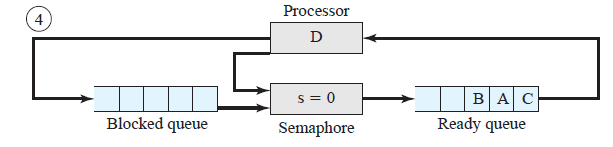 4
Processor
D
s = 0
B A C
Blocked queue
Semaphore
Ready queue